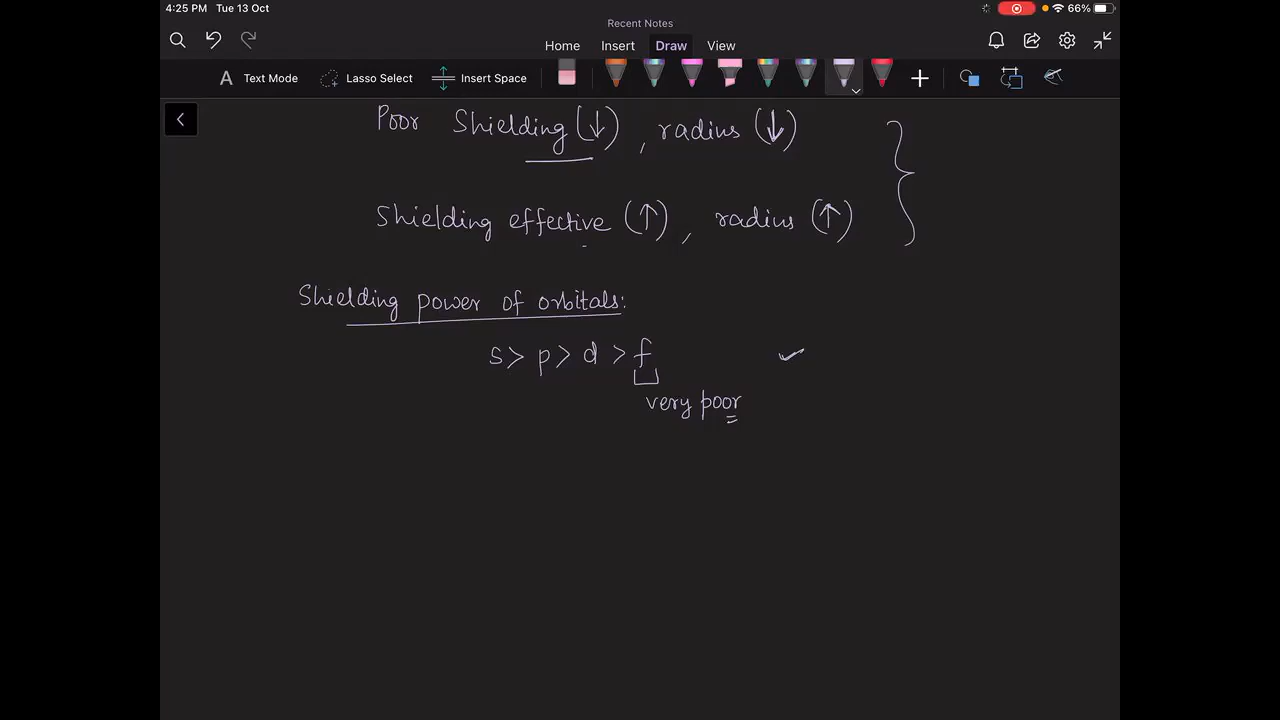 4:25 PM Tue 13 Oct
66%
Recent Notes
Home Insert Draw View
Text Mode Lasso Select Insert Space
Poor Shielding (↓), radius (↓)
Shielding effective (↑), radius (↑)
Shielding power of orbitals:
s > p > d > f
very poor